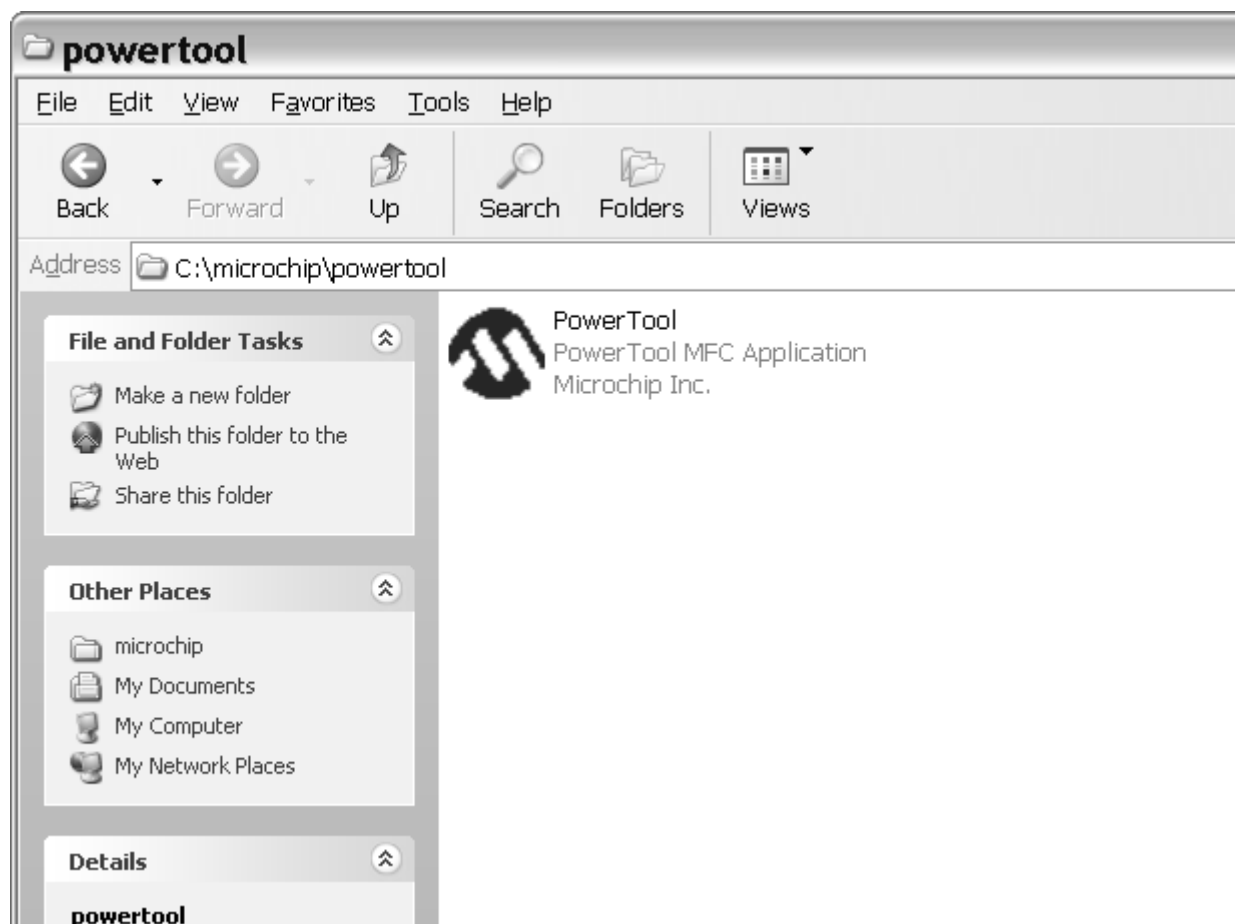 powertool
File Edit View Favorites Tools Help
Back Forward Up Search Folders Views
Address C:\microchip\powertool
File and Folder Tasks
Make a new folder
Publish this folder to the
Web
Share this folder
Other Places
microchip
My Documents
My Computer
My Network Places
Details
powertool
PowerTool
PowerTool MFC Application
Microchip Inc.